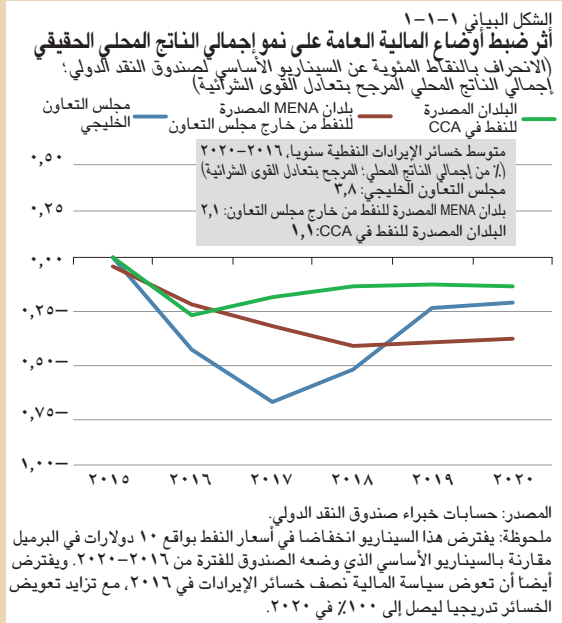 الشكل البياني ١-١-١
أثر ضبط أوضاع المالية العامة على نمو إجمالي الناتج المحلي الحقيقي
(الانحراف بالنقاط المئوية عن السيناريو الأساسي لصندوق النقد الدولي؛
إجمالي الناتج المحلي المرجح بتعادل القوى الشرائية)
البلدان المصدرة
للنفط في CCA
بلدان MENA المصدرة
للنفط من خارج مجلس التعاون
مجلس التعاون
الخليجي
متوسط خسائر الإيرادات النفطية سنويا، ٢٠١٦-٢٠٢٠
(٪ من إجمالي الناتج المحلي؛ المرجح بتعادل القوى الشرائية)
مجلس التعاون الخليجي: ٣,٨
بلدان MENA المصدرة للنفط من خارج مجلس التعاون: ٢,١
البلدان المصدرة للنفط في CCA: ١,١
٠,٥٠
٠,٢٥
٠,٠٠
٠,٢٥–
٠,٥٠–
٠,٧٥–
١,٠٠–
٢٠١٥ ٢٠١٦ ٢٠١٧ ٢٠١٨ ٢٠١٩ ٢٠٢٠
المصدر: حسابات خبراء صندوق النقد الدولي.
ملحوظة: يفترض هذا السيناريو انخفاضا في أسعار النفط بواقع ١٠ دولارات في البرميل
مقارنة بالسيناريو الأساسي الذي وضعه الصندوق للفترة من ٢٠١٦-٢٠٢٠. ويفترض
أيضاً أن تعوض سياسة المالية نصف خسائر الإيرادات في ٢٠١٦، مع تزايد تعويض
الخسائر تدريجيا ليصل إلى ١٠٠٪ في ٢٠٢٠.